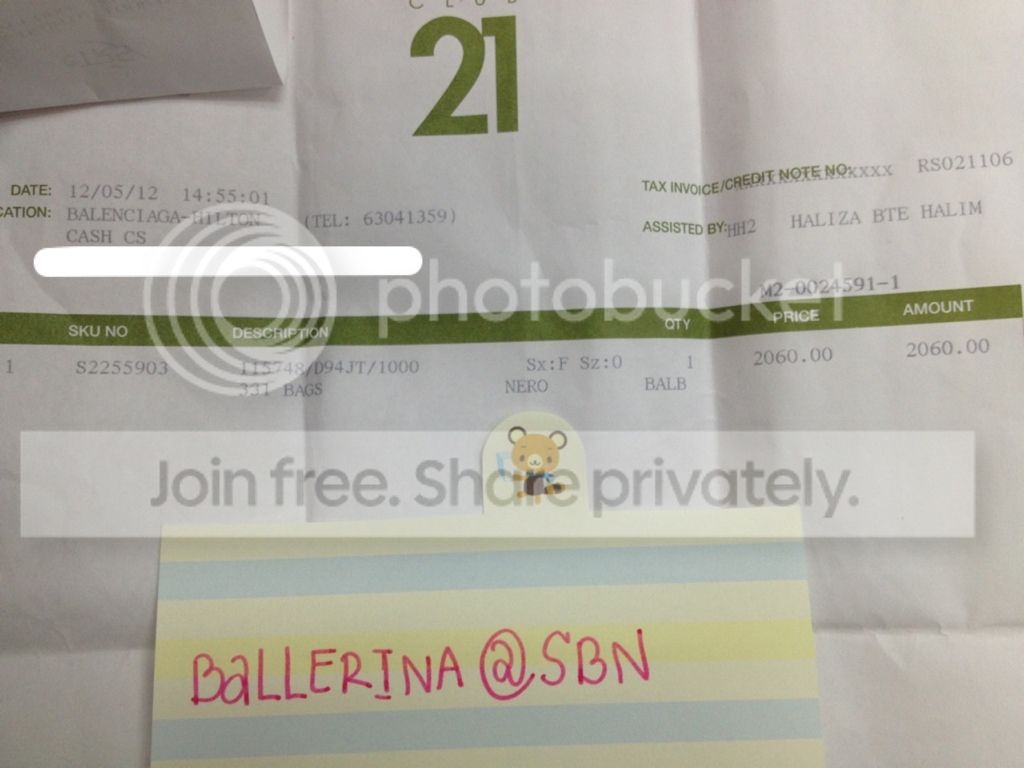 CLUB
21
DATE: 12/05/12 14:55:01
TAX INVOICE/CREDIT NOTE NO: RS021106
CATION: BALENCIAGA-HILTON (TEL: 63041359)
ASSISTED BY: HH2 HALIZA BTE HALIM
CASH CS
photobucket
M2-0024591-1
SKU NO DESCRIPTION QTY PRICE AMOUNT
1 S2255903 115748/D94JT/1000 Sx:F Sz:0 1 2060.00 2060.00
331 BAGS NERO BALB
Join free. Share privately.
BaLLERINA @SBN